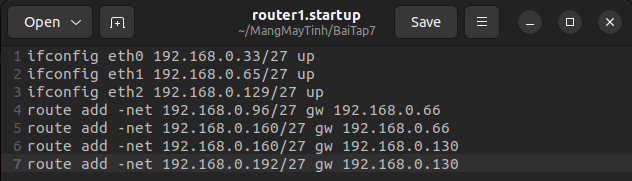 Open
router1.startup
~/MangMayTinh/BaiTap7
Save
1 ifconfig eth0 192.168.0.33/27 up
2 ifconfig eth1 192.168.0.65/27 up
3 ifconfig eth2 192.168.0.129/27 up
4 route add -net 192.168.0.96/27 gw 192.168.0.66
5 route add -net 192.168.0.160/27 gw 192.168.0.66
6 route add -net 192.168.0.160/27 gw 192.168.0.130
7 route add -net 192.168.0.192/27 gw 192.168.0.130